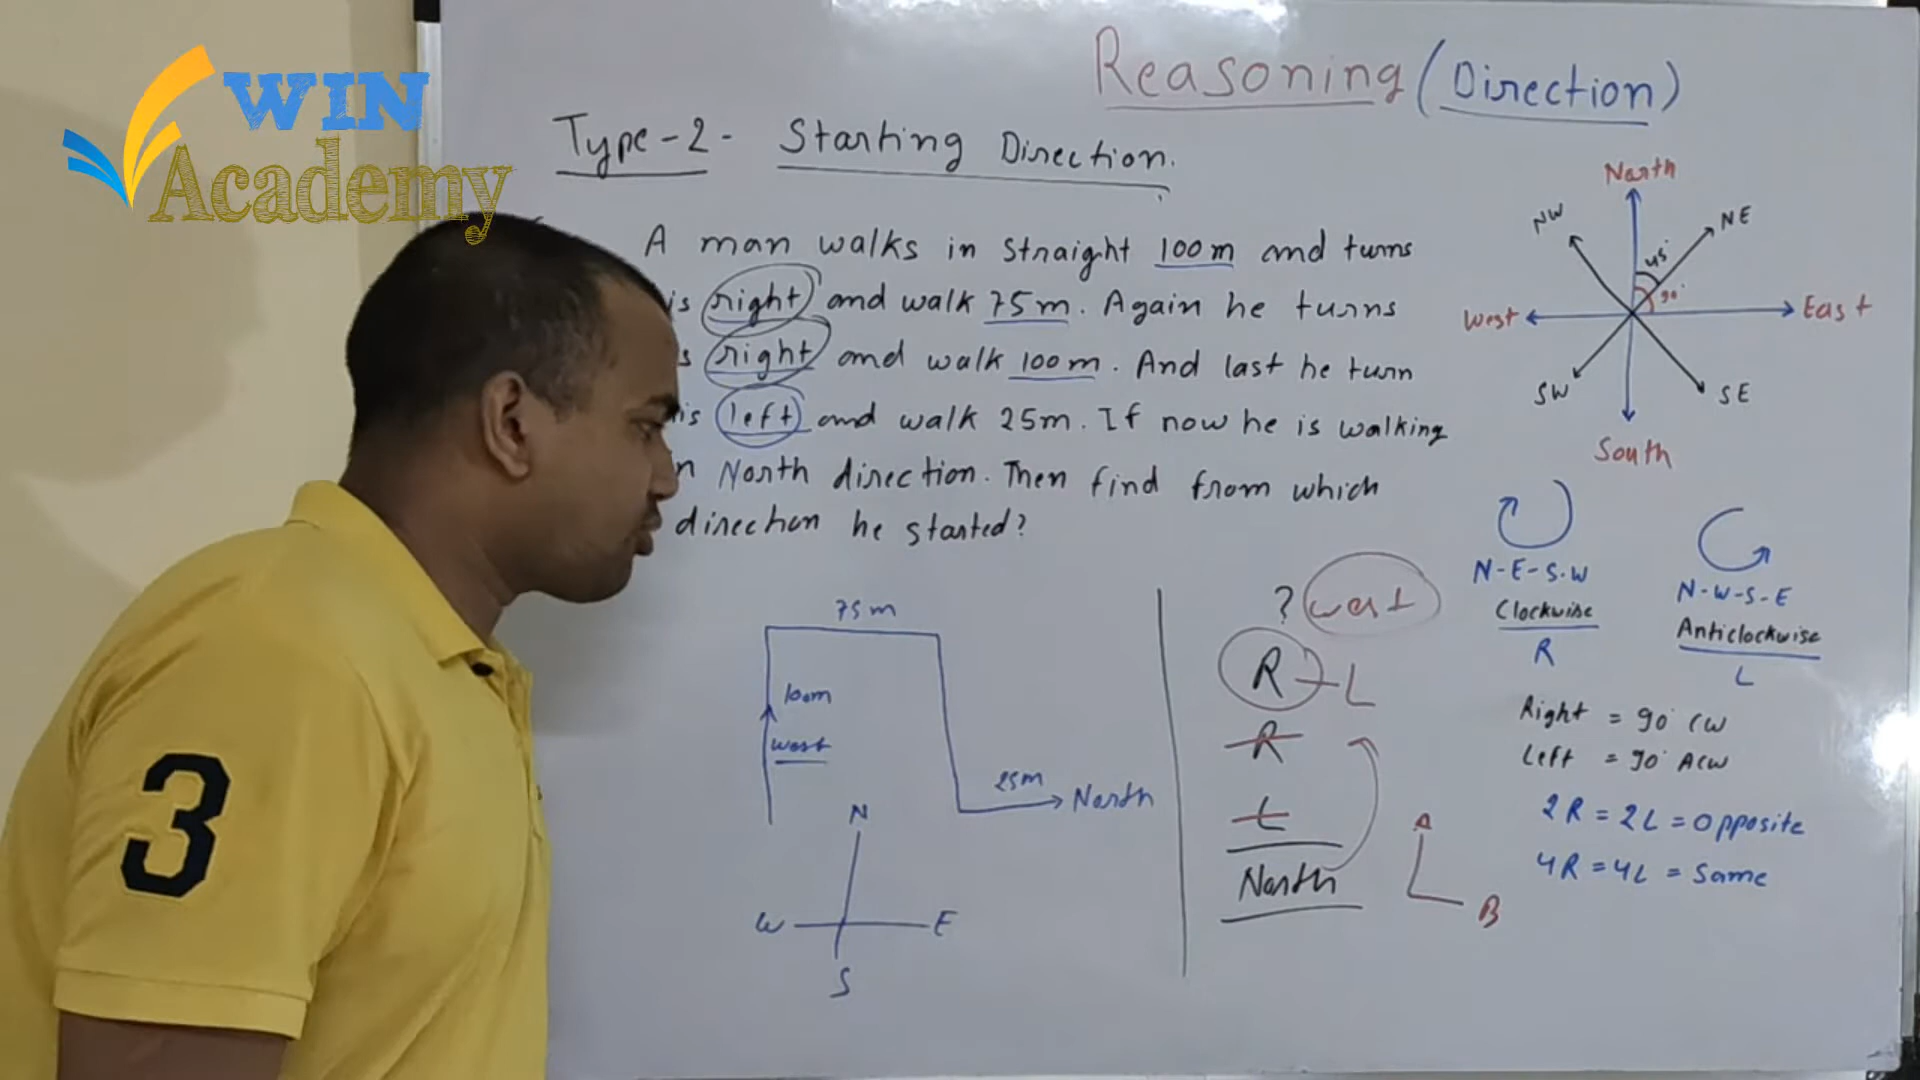 WIN
Academy
Reasoning (Direction)
Type-2- Starting Direction.
A man walks in straight 100m and turns
is right and walk 75m. Again he turns
s right and walk 100m. And last he turn
is left and walk 25m. If now he is walking
n North direction. Then find from which
direction he started?
North
NW
NE
45°
90°
West
East
SW
SE
South
N-E-S-W
Clockwise
R
N-W-S-E
Anticlockwise
L
Right = 90° CW
Left = 90° ACW
2R = 2L = Opposite
4R = 4L = Same
75m
100m
West
25m
North
N
W
E
S
? West
R L
R
L
North
A
B
3